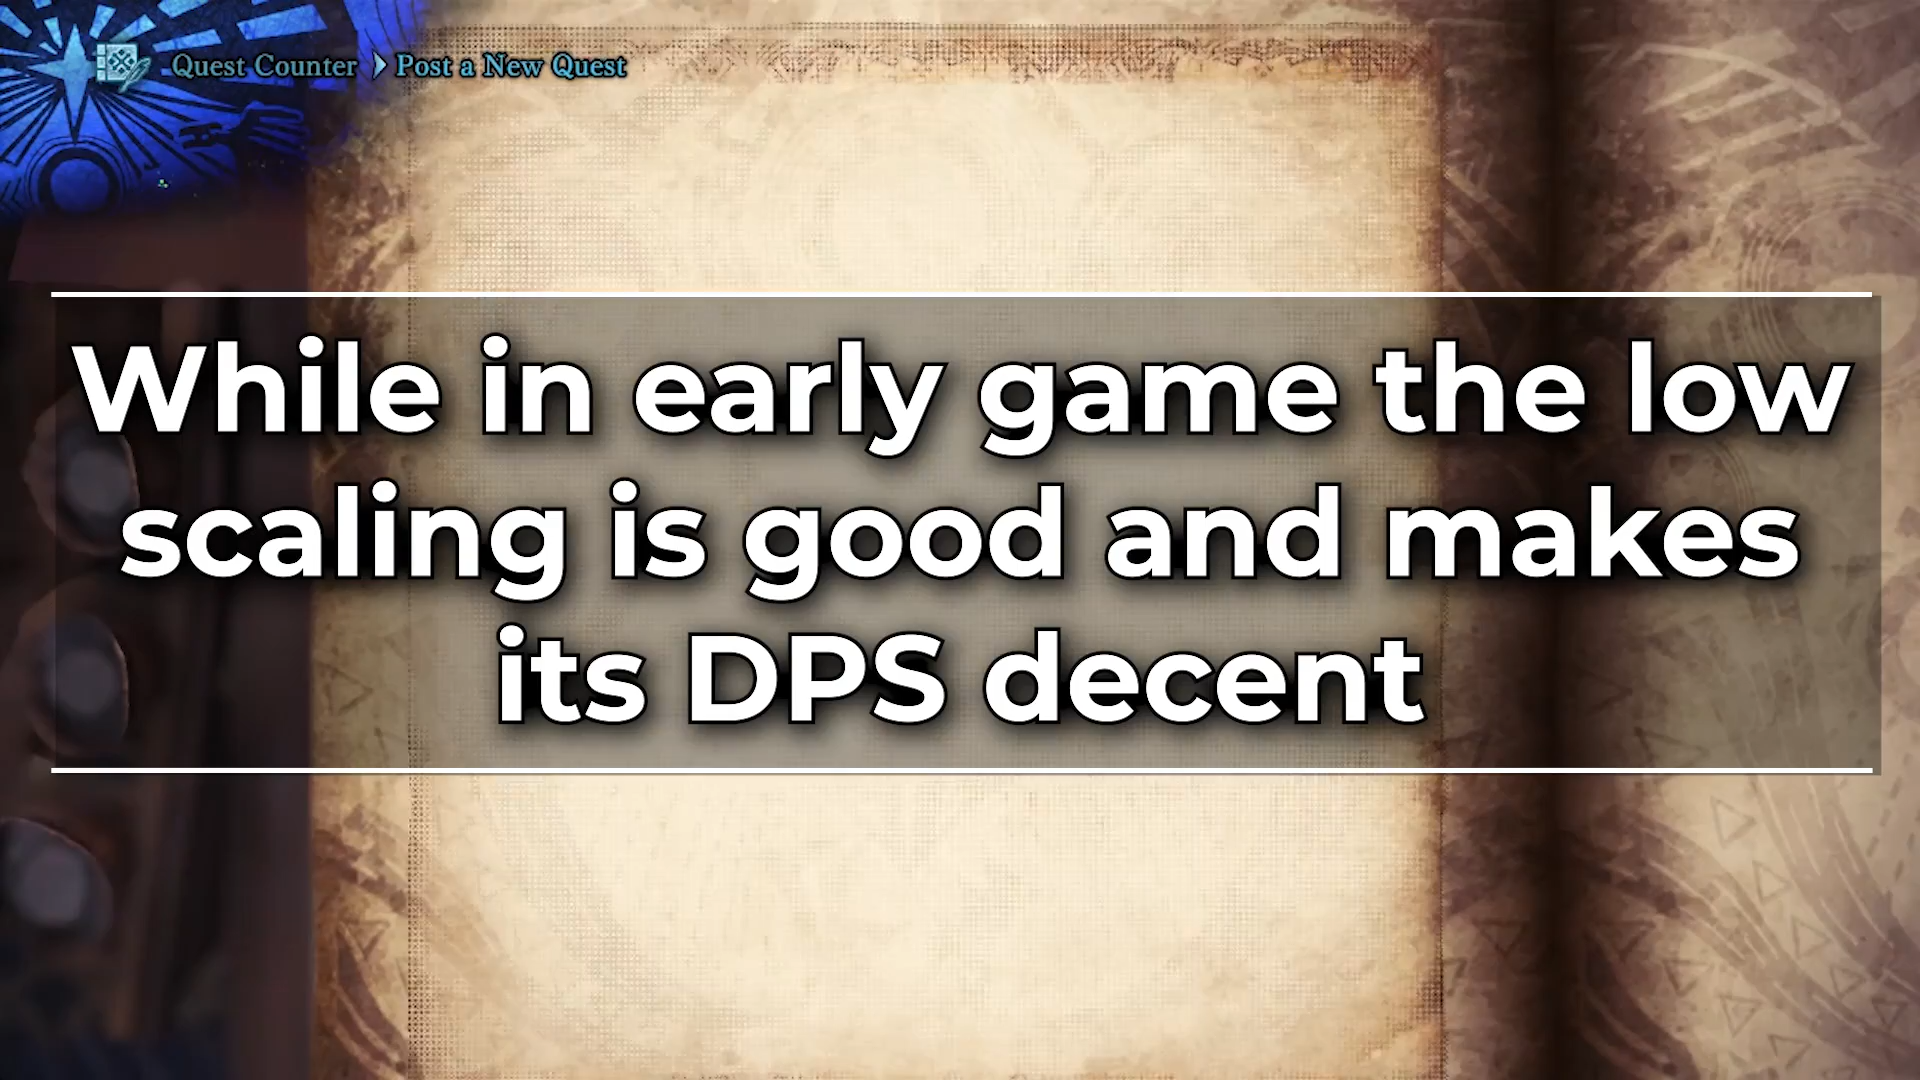 Quest Counter Post a New Quest
While in early game the low
scaling is good and makes
its DPS decent